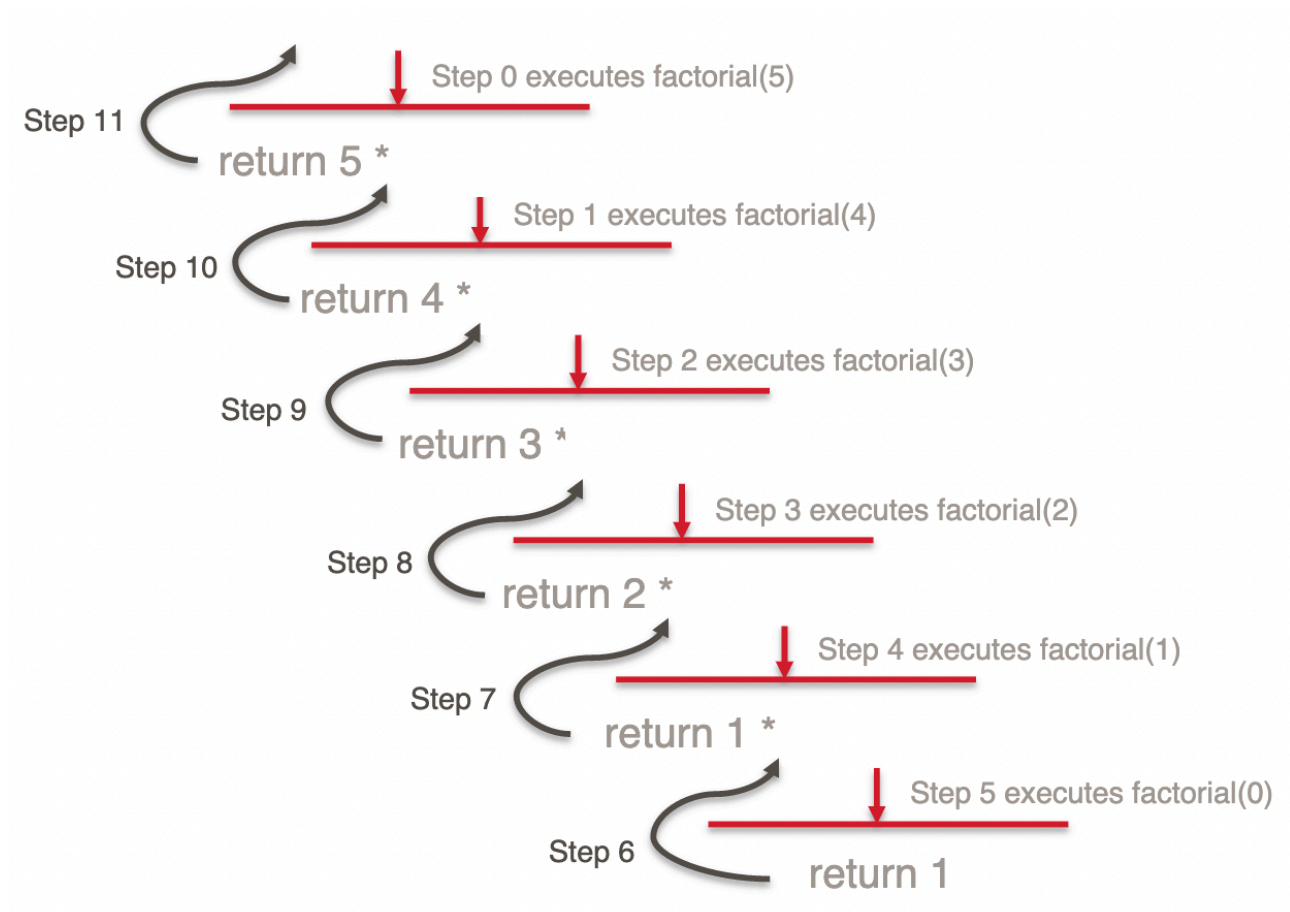 Step 0 executes factorial(5)
Step 11
return 5 *
Step 1 executes factorial(4)
Step 10
return 4 *
Step 2 executes factorial(3)
Step 9
return 3 *
Step 3 executes factorial(2)
Step 8
return 2 *
Step 4 executes factorial(1)
Step 7
return 1 *
Step 5 executes factorial(0)
Step 6
return 1